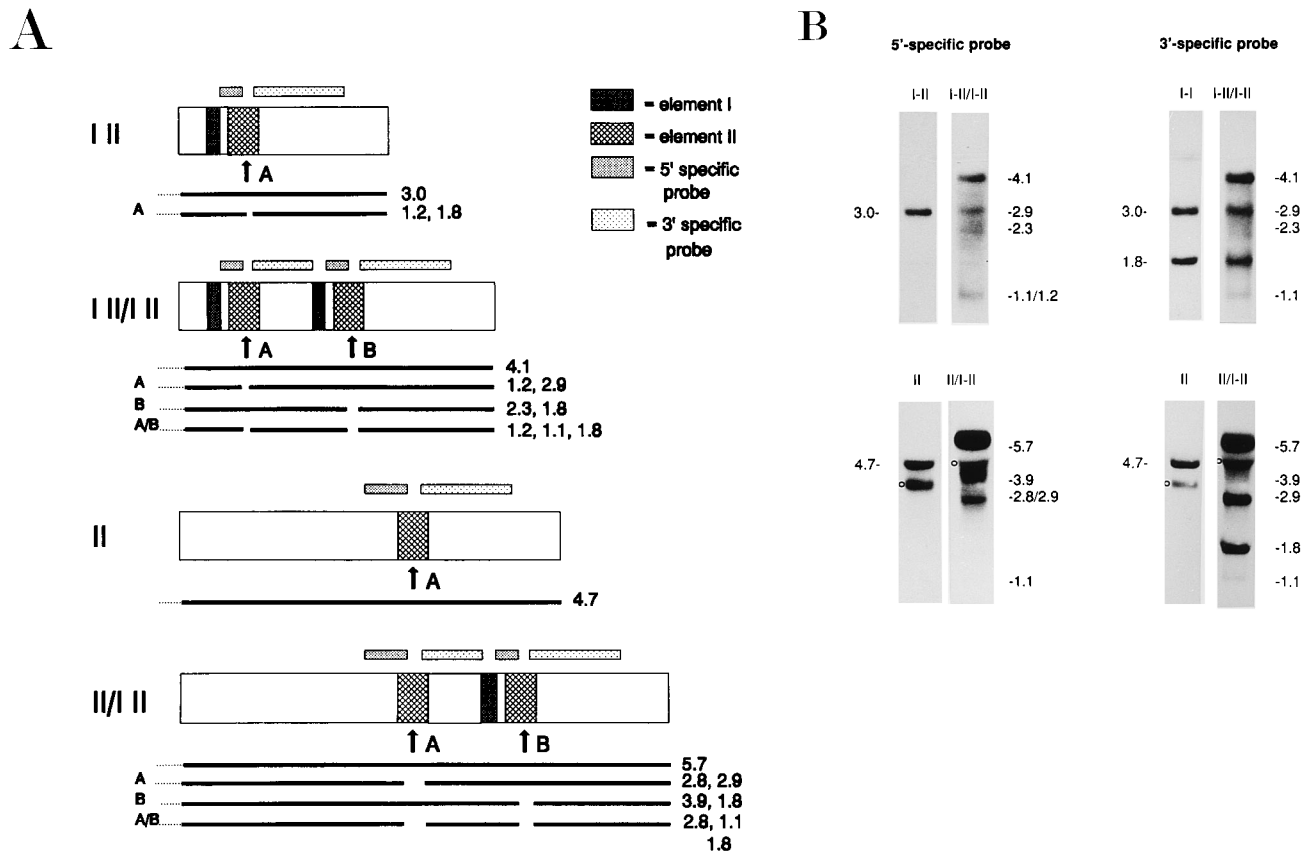 A
I II
A
3.0
A
1.2, 1.8
= element I
= element II
= 5' specific
probe
= 3' specific
probe
I II/I II
A
B
4.1
A
1.2, 2.9
B
2.3, 1.8
A/B
1.2, 1.1, 1.8
II
A
4.7
II/I II
A
B
5.7
A
2.8, 2.9
B
3.9, 1.8
A/B
2.8, 1.1
1.8
B
5'-specific probe
I-II
I-II/I-II
3.0-
-4.1
-2.9
-2.3
-1.1/1.2
3'-specific probe
I-I
I-II/I-II
3.0-
1.8-
-4.1
-2.9
-2.3
-1.1
II
II/I-II
4.7-
-5.7
-3.9
-2.8/2.9
-1.1
II
II/I-II
4.7-
-5.7
-3.9
-2.9
-1.8
-1.1